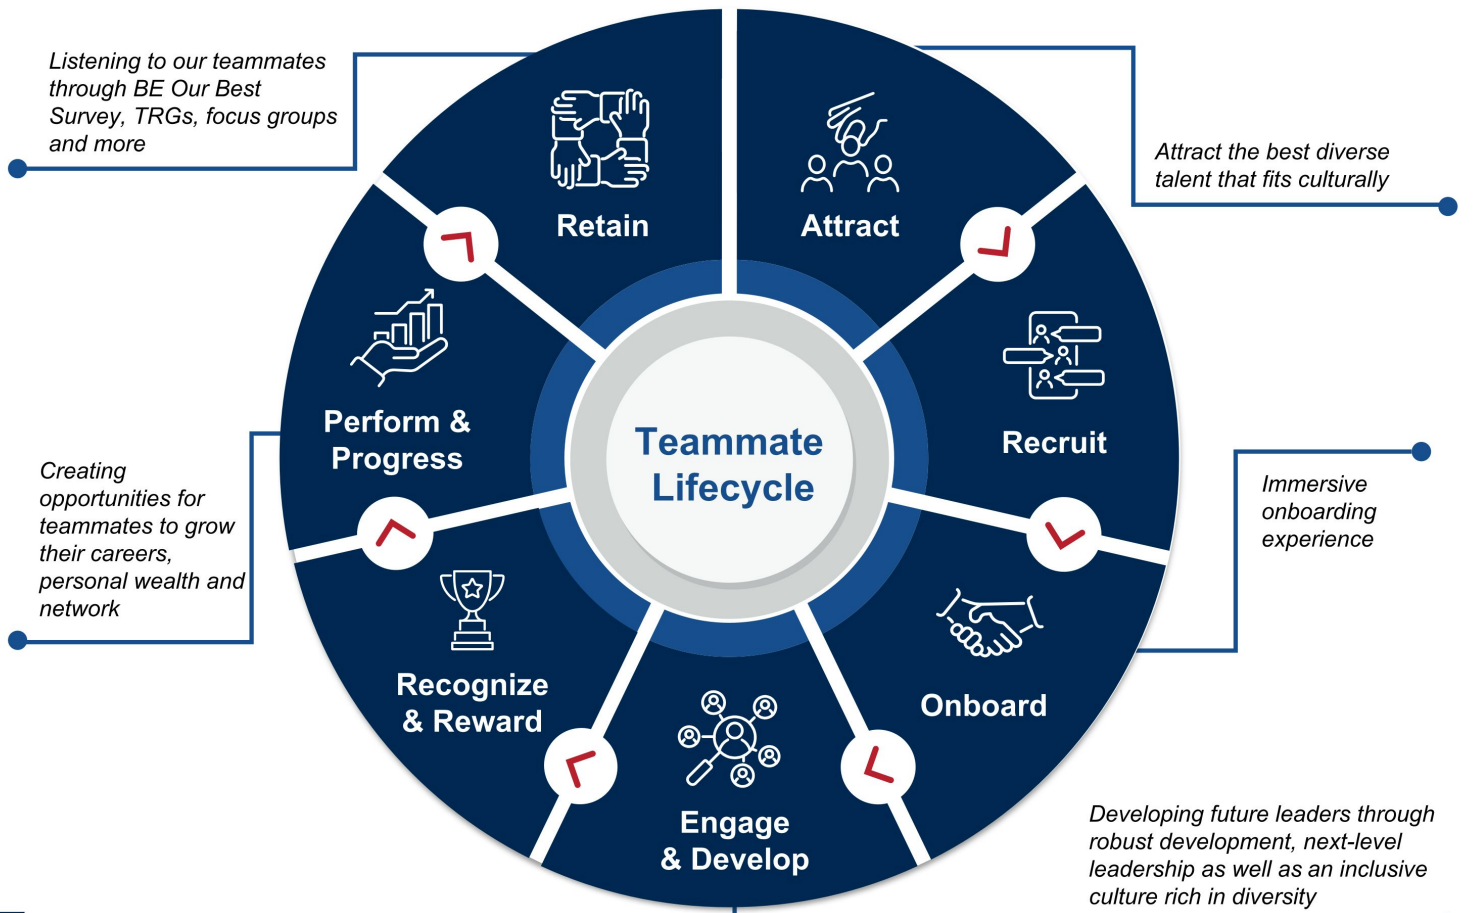 Listening to our teammates
through BE Our Best
Survey, TRGs, focus groups
and more
Retain
Attract
Attract the best diverse
talent that fits culturally
Perform &
Progress
Recruit
Teammate
Lifecycle
Creating
opportunities for
teammates to grow
their careers,
personal wealth and
network
Immersive
onboarding
experience
Recognize
& Reward
Onboard
Engage
& Develop
Developing future leaders through
robust development, next-level
leadership as well as an inclusive
culture rich in diversity